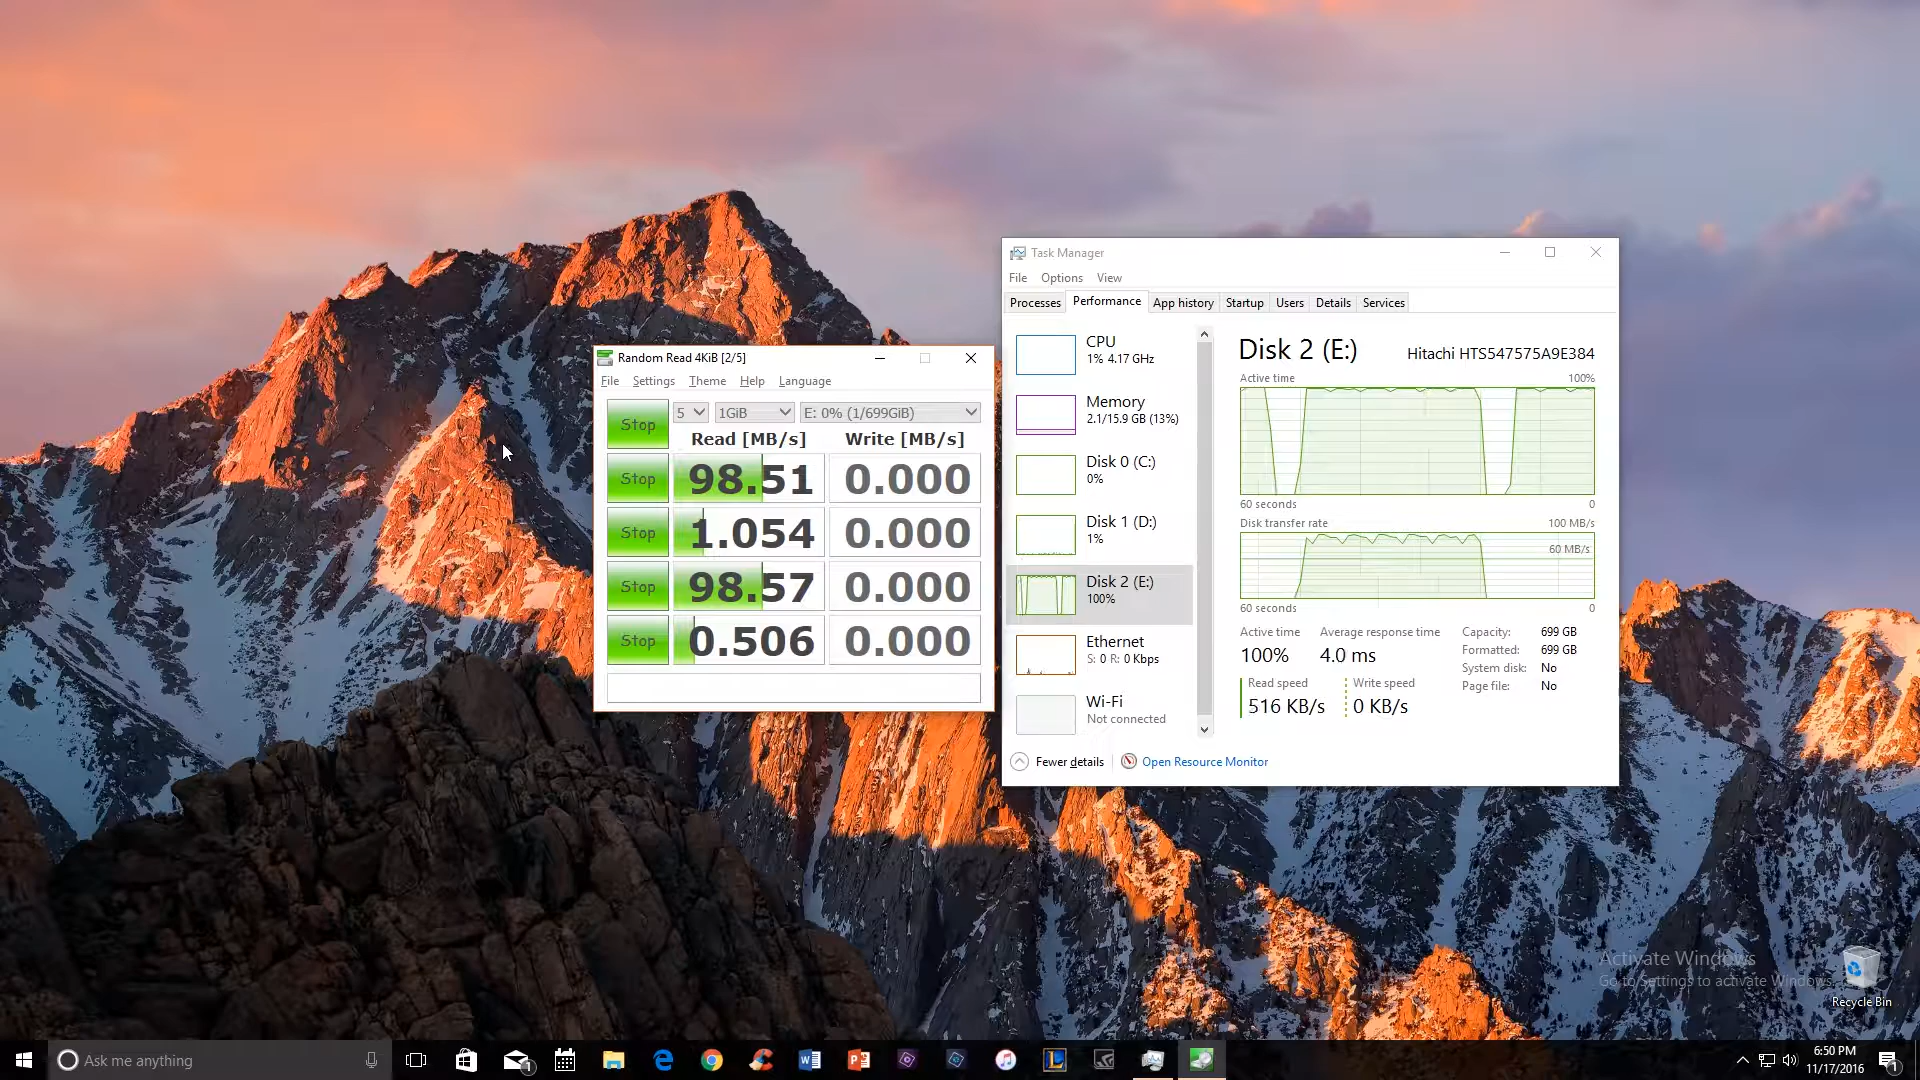 Random Read 4KiB [2/5]
File Settings Theme Help Language
Stop 5 1GiB E: 0% (1/699GiB)
Read [MB/s] Write [MB/s]
Stop 98.51 0.000
Stop 1.054 0.000
Stop 98.57 0.000
Stop 0.506 0.000
Task Manager
File Options View
Processes Performance App history Startup Users Details Services
CPU
1% 4.17 GHz
Memory
2.1/15.9 GB (13%)
Disk 0 (C:)
0%
Disk 1 (D:)
1%
Disk 2 (E:)
100%
Ethernet
S: 0 R: 0 Kbps
Wi-Fi
Not connected
Disk 2 (E:) Hitachi HTS547575A9E384
Active time 100%
60 seconds 0
Disk transfer rate 100 MB/s
60 MB/s
60 seconds 0
Active time Average response time
100% 4.0 ms
Read speed Write speed
516 KB/s 0 KB/s
Capacity: 699 GB
Formatted: 699 GB
System disk: No
Page file: No
Fewer details Open Resource Monitor
Activate Windows
Go to Settings to activate Windows.
Recycle Bin
Ask me anything
1
6:50 PM
11/17/2016
1